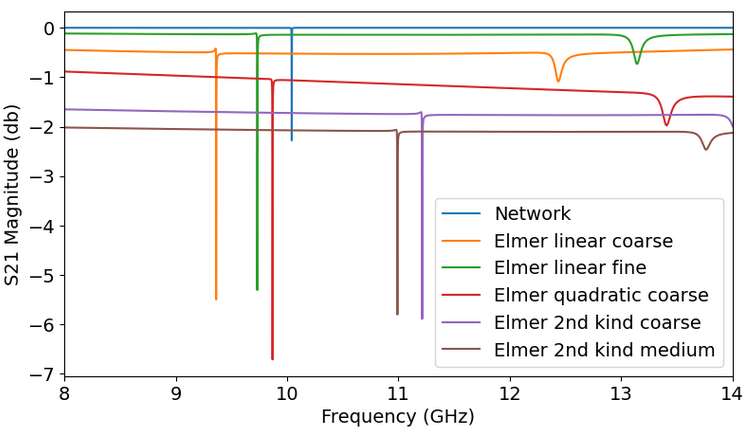 0
−1
−2
−3
−4
−5
−6
−7
S21 Magnitude (db)
8
9
10
11
12
13
14
Frequency (GHz)
Network
Elmer linear coarse
Elmer linear fine
Elmer quadratic coarse
Elmer 2nd kind coarse
Elmer 2nd kind medium